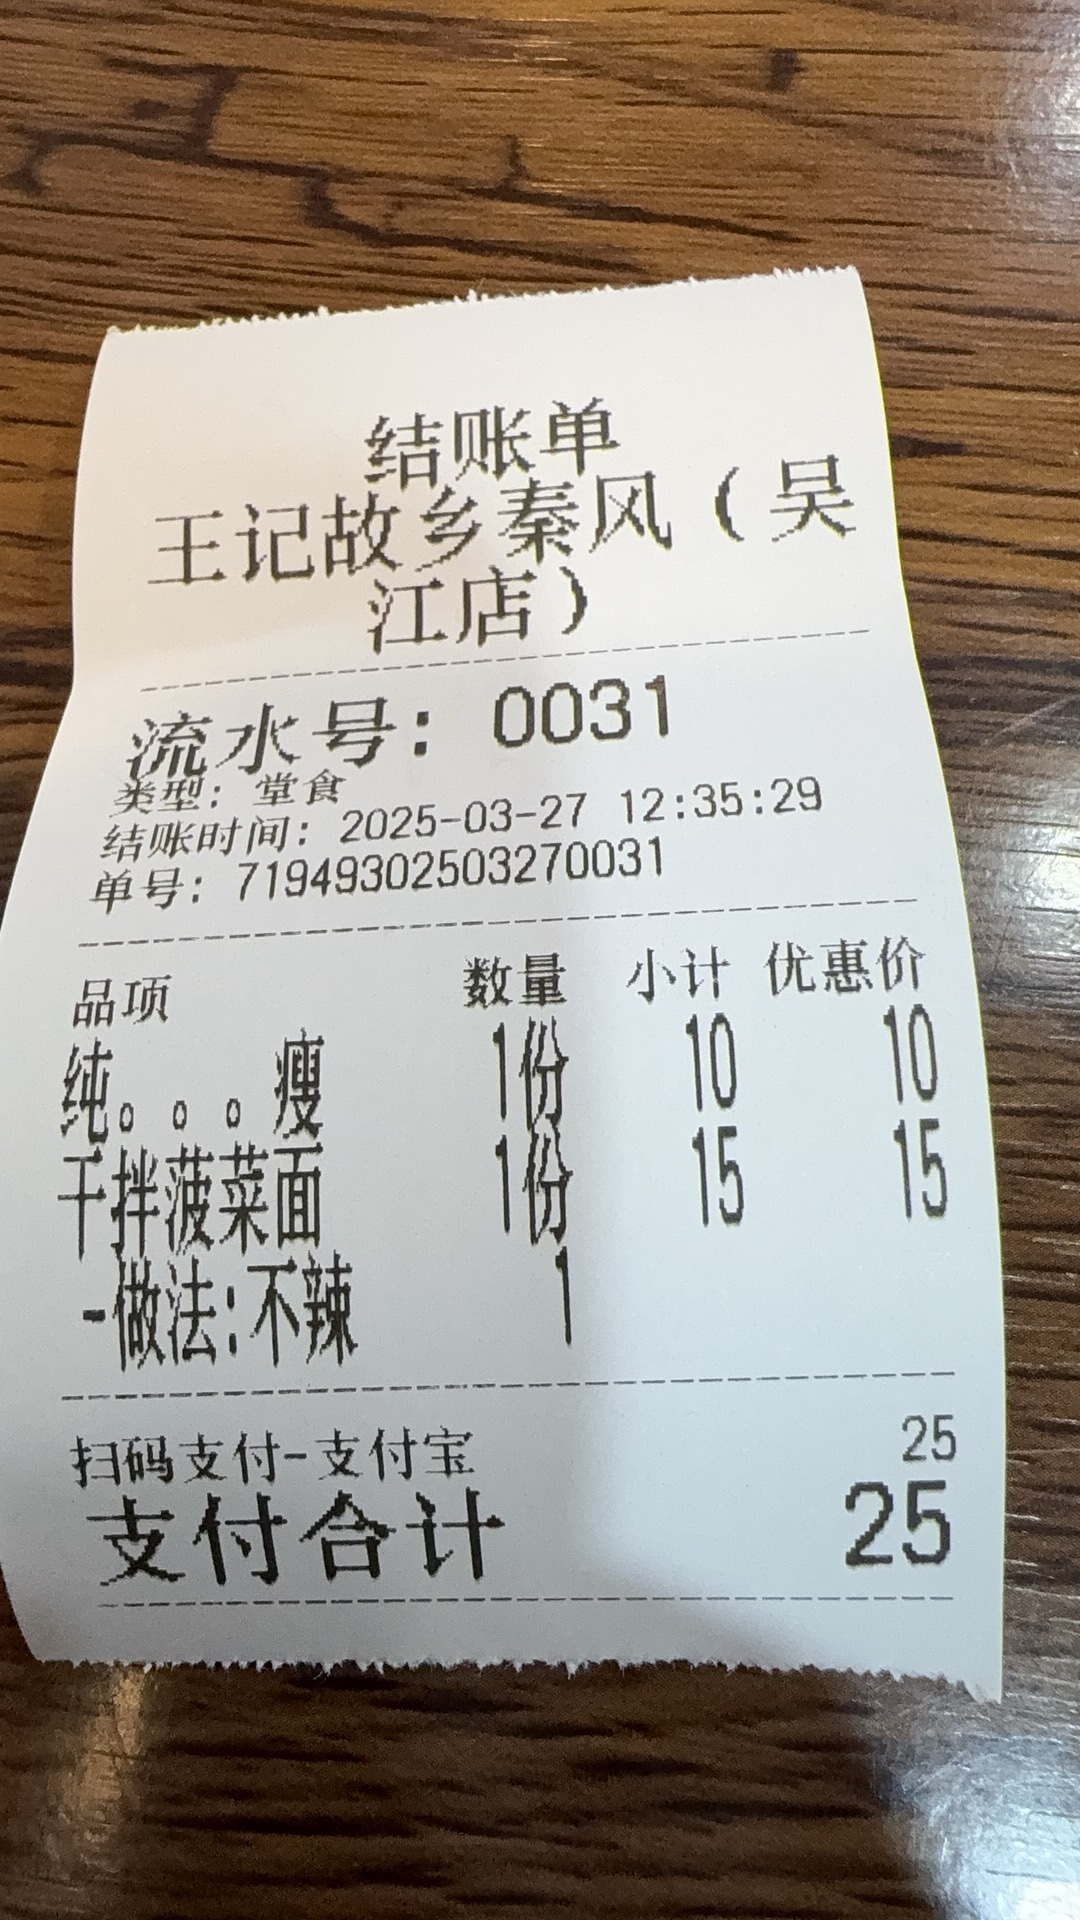 结账单
王记故乡秦风（吴
江店）
流水号：0031
类型：堂食
结账时间：2025-03-27 12:35:29
单号：71949302503270031
品项 数量 小计 优惠价
纯。。。瘦 1份 10 10
干拌菠菜面 1份 15 15
-做法:不辣 1
扫码支付-支付宝 25
支付合计 25